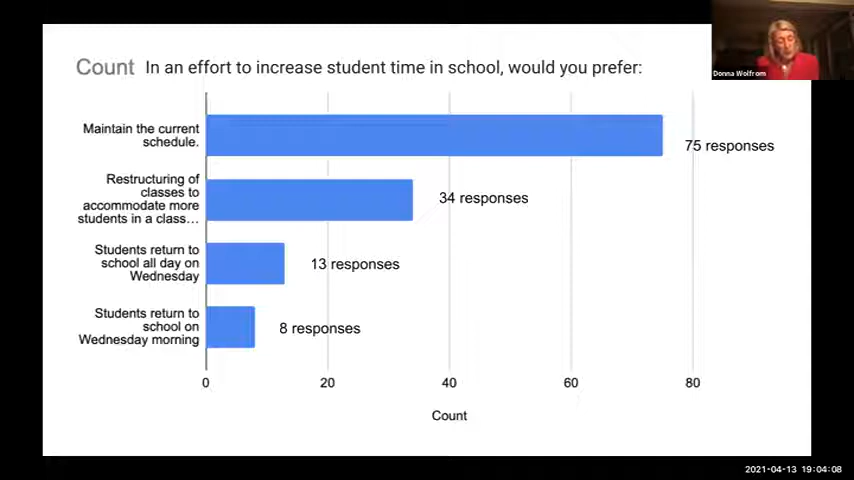 Count In an effort to increase student time in school, would you prefer:
Donna Wolfrom
Maintain the current
schedule.
75 responses
Restructuring of
classes to
accommodate more
students in a class...
34 responses
Students return to
school all day on
Wednesday
13 responses
Students return to
school on
Wednesday morning
8 responses
0 20 40 60 80
Count
2021-04-13 19:04:08